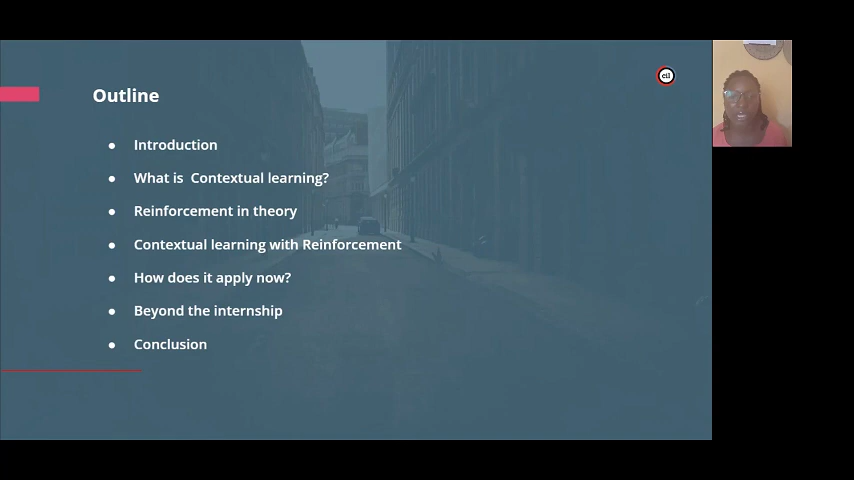 Outline
cil
● Introduction
● What is Contextual learning?
● Reinforcement in theory
● Contextual learning with Reinforcement
● How does it apply now?
● Beyond the internship
● Conclusion